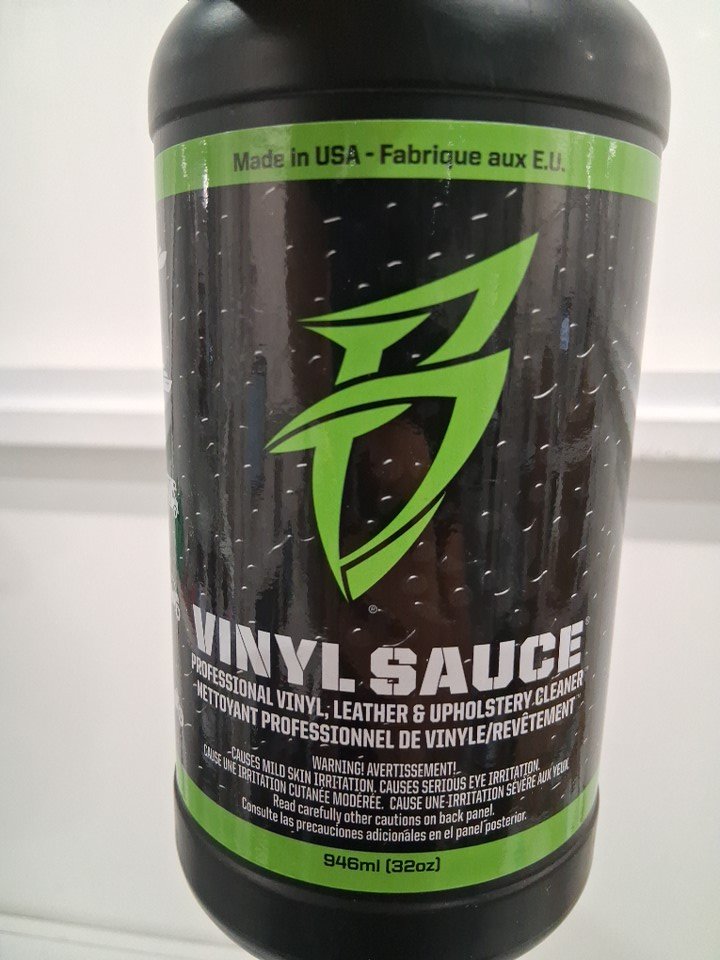 Made in USA - Fabrique aux E.U.
®
VINYL SAUCE®
PROFESSIONAL VINYL, LEATHER & UPHOLSTERY CLEANER
NETTOYANT PROFESSIONNEL DE VINYLE/REVÊTEMENT
WARNING! AVERTISSEMENT!
CAUSES MILD SKIN IRRITATION. CAUSES SERIOUS EYE IRRITATION.
CAUSE UNE IRRITATION CUTANÉE MODÉRÉE. CAUSE UNE IRRITATION SÉVÈRE AUX YEUX.
Read carefully other cautions on back panel.
Consulte las precauciones adicionales en el panel posterior.
946ml (32oz)